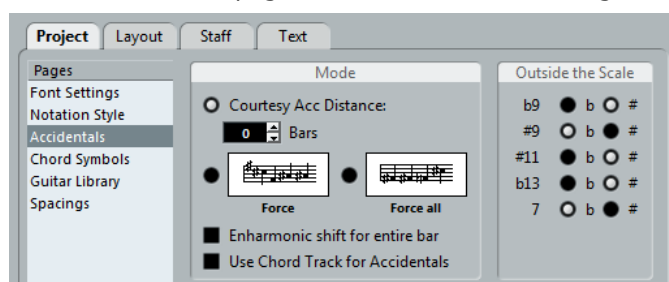 Project Layout Staff Text
Pages
Font Settings
Notation Style
Accidentals
Chord Symbols
Guitar Library
Spacings
Mode
Courtesy Acc Distance:
0 Bars
Force Force all
Enharmonic shift for entire bar
Use Chord Track for Accidentals
Outside the Scale
b9 b #
#9 b #
#11 b #
b13 b #
7 b #